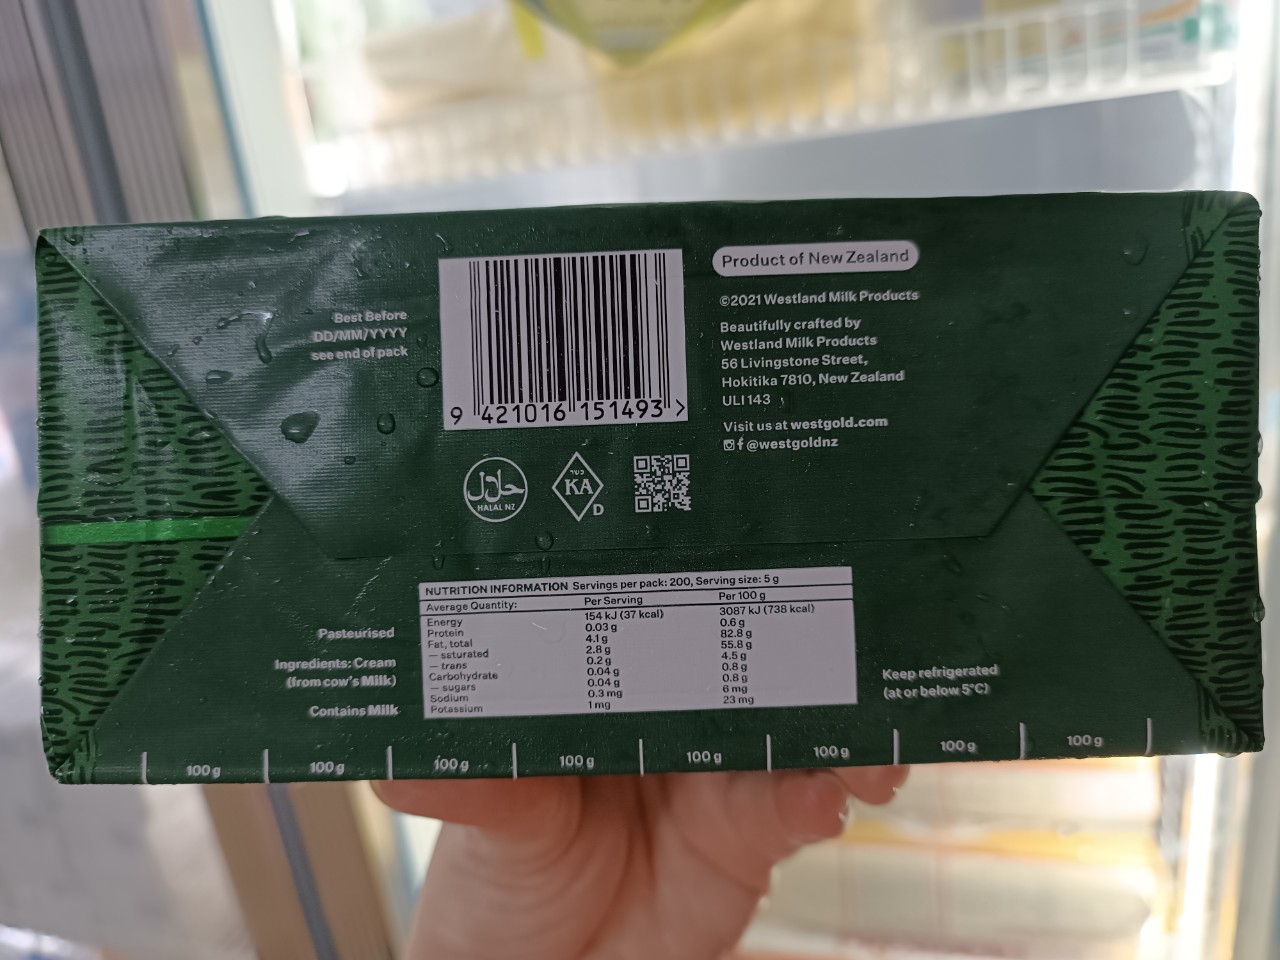 Best Before
DD/MM/YYYY
see end of pack
9 421016 151493 >
Product of New Zealand
©2021 Westland Milk Products
Beautifully crafted by
Westland Milk Products
56 Livingstone Street,
Hokitika 7810, New Zealand
ULI 143
Visit us at westgold.com
@westgoldnz
حلال
HALAL NZ
כשר
KA
D
NUTRITION INFORMATION Servings per pack: 200, Serving size: 5 g
Average Quantity: Per Serving Per 100 g
Energy 154 kJ (37 kcal) 3087 kJ (738 kcal)
Protein 0.03 g 0.6 g
Fat, total 4.1 g 82.8 g
– saturated 2.8 g 55.8 g
– trans 0.2 g 4.5 g
Carbohydrate 0.04 g 0.8 g
– sugars 0.04 g 0.8 g
Sodium 0.3 mg 6 mg
Potassium 1 mg 23 mg
Pasteurised
Ingredients: Cream
(from cow's Milk)
Contains Milk
Keep refrigerated
(at or below 5°C)
100 g 100 g 100 g 100 g 100 g 100 g 100 g 100 g